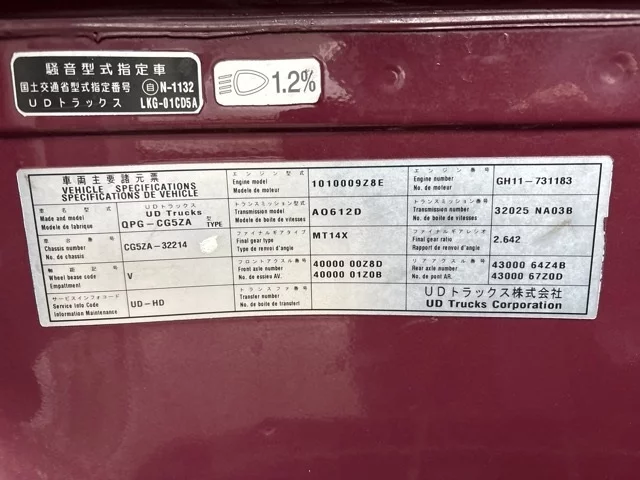 騒音型式指定車
国土交通省型式指定番号 自 N-1132
UDトラックス LKG-01CD5A
1.2%
車両主要諸元票
VEHICLE SPECIFICATIONS
SPECIFICATIONS DE VEHICLE
エンジン型式
Engine model
Modele de moteur
1010009Z8E
エンジン番号
Engine number
No. de moteur
GH11-731183
車名型式
Make and Model
Modele de fabrique
UDトラックス
UD Trucks
QPG-CG5ZA
型式
TYPE
トランスミッション型式
Transmission model
Modele de boite de vitesses
AO612D
トランスミッション番号
Transmission number
No. de boite de vitesses
32025 NA03B
車台番号
Chassis number
No. de chassis
CG5ZA-32214
ファイナルギアタイプ
Final gear type
Type de renvoi d'angle
MT14X
ファイナルギアレシオ
Final gear ratio
Rapport de renvoi d'angle
2.642
軸距記号
Wheel base code
Empattement
V
フロントアクスル番号
Front axle number
No. de essieu AV.
40000 00Z8D
40000 01Z0B
リアアクスル番号
Rear axle number
No. de pont AR.
43000 64Z4B
43000 67Z0D
サービスインフォコード
Service Info Code
Information Maintenance
UD-HD
トランスファ番号
Transfer number
No. de boite de transfert
UDトラックス株式会社
UD Trucks Corporation